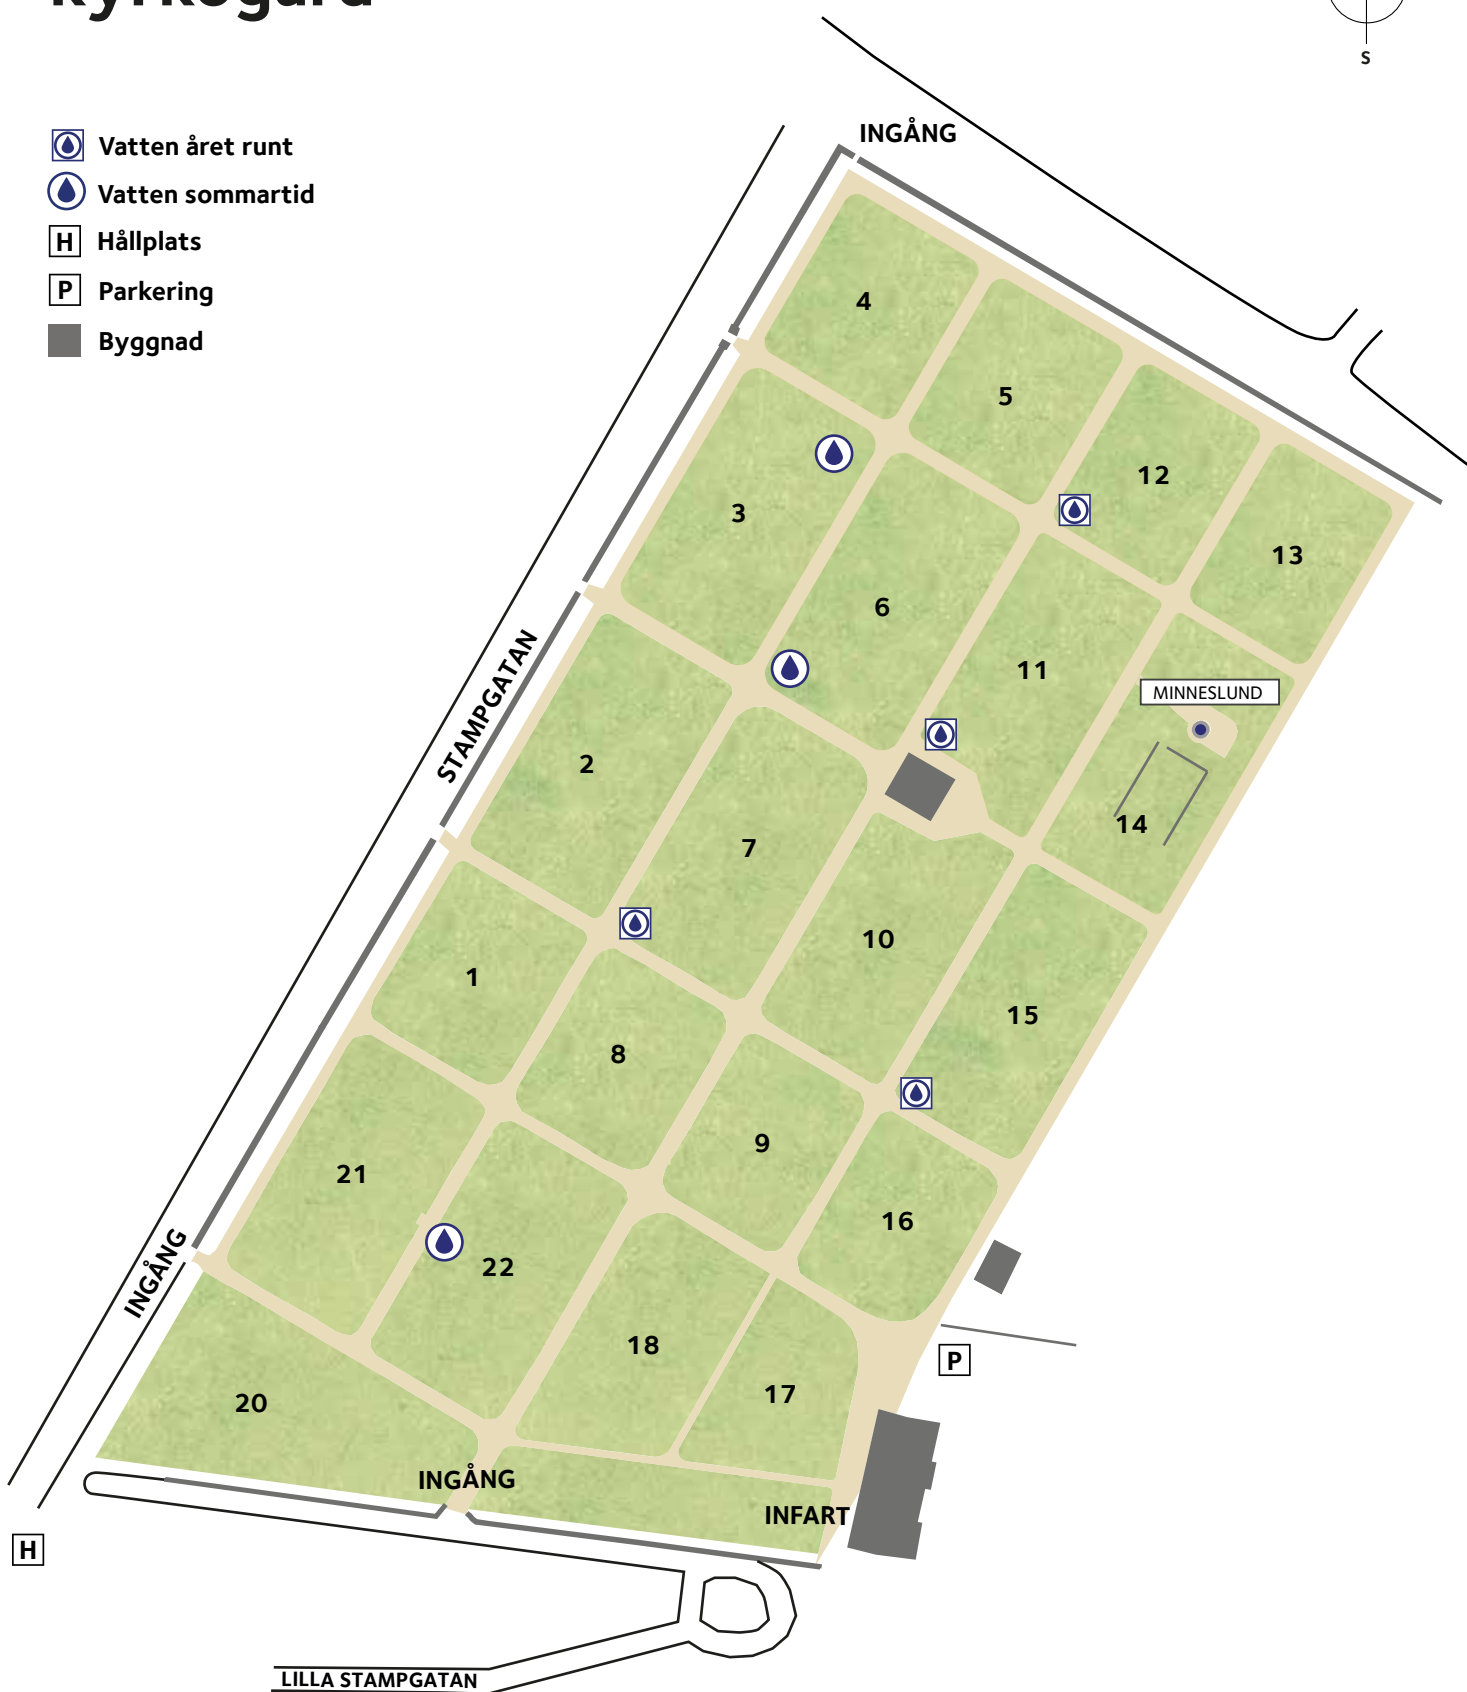 kyrkogård
S
Vatten året runt
Vatten sommartid
H Hållplats
P Parkering
Byggnad
INGÅNG
4
5
12
13
3
6
11
MINNESLUND
STAMPGATAN
2
7
14
10
1
15
8
9
21
16
INGÅNG
22
18
P
17
20
INGÅNG
INFART
H
LILLA STAMPGATAN